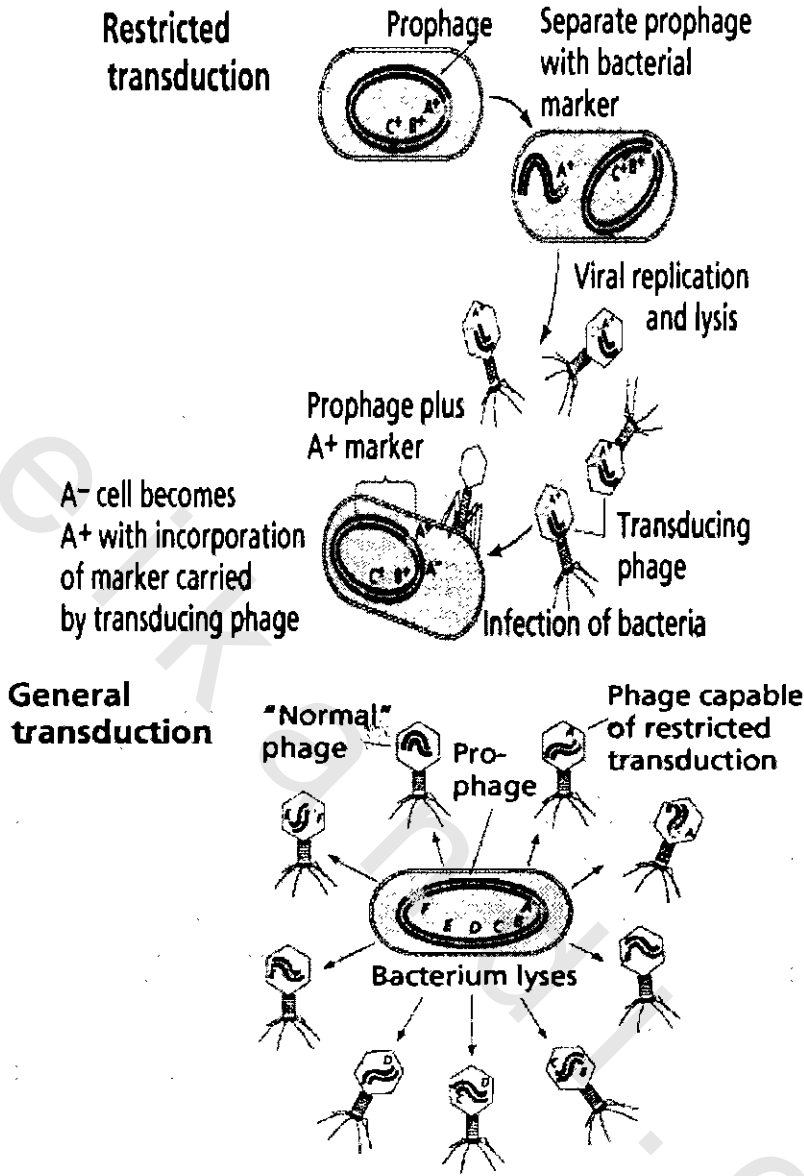 Restricted
transduction
Prophage
Separate prophage
with bacterial
marker
A+
C+ B+
A+
C+B+
Viral replication
and lysis
Prophage plus
A+ marker
A− cell becomes
A+ with incorporation
of marker carried
by transducing phage
C+ B+ A−
Transducing
phage
Infection of bacteria
General
transduction
"Normal"
phage
Pro-
phage
Phage capable
of restricted
transduction
F E D C B A
Bacterium lyses
D
D
eikandl.e